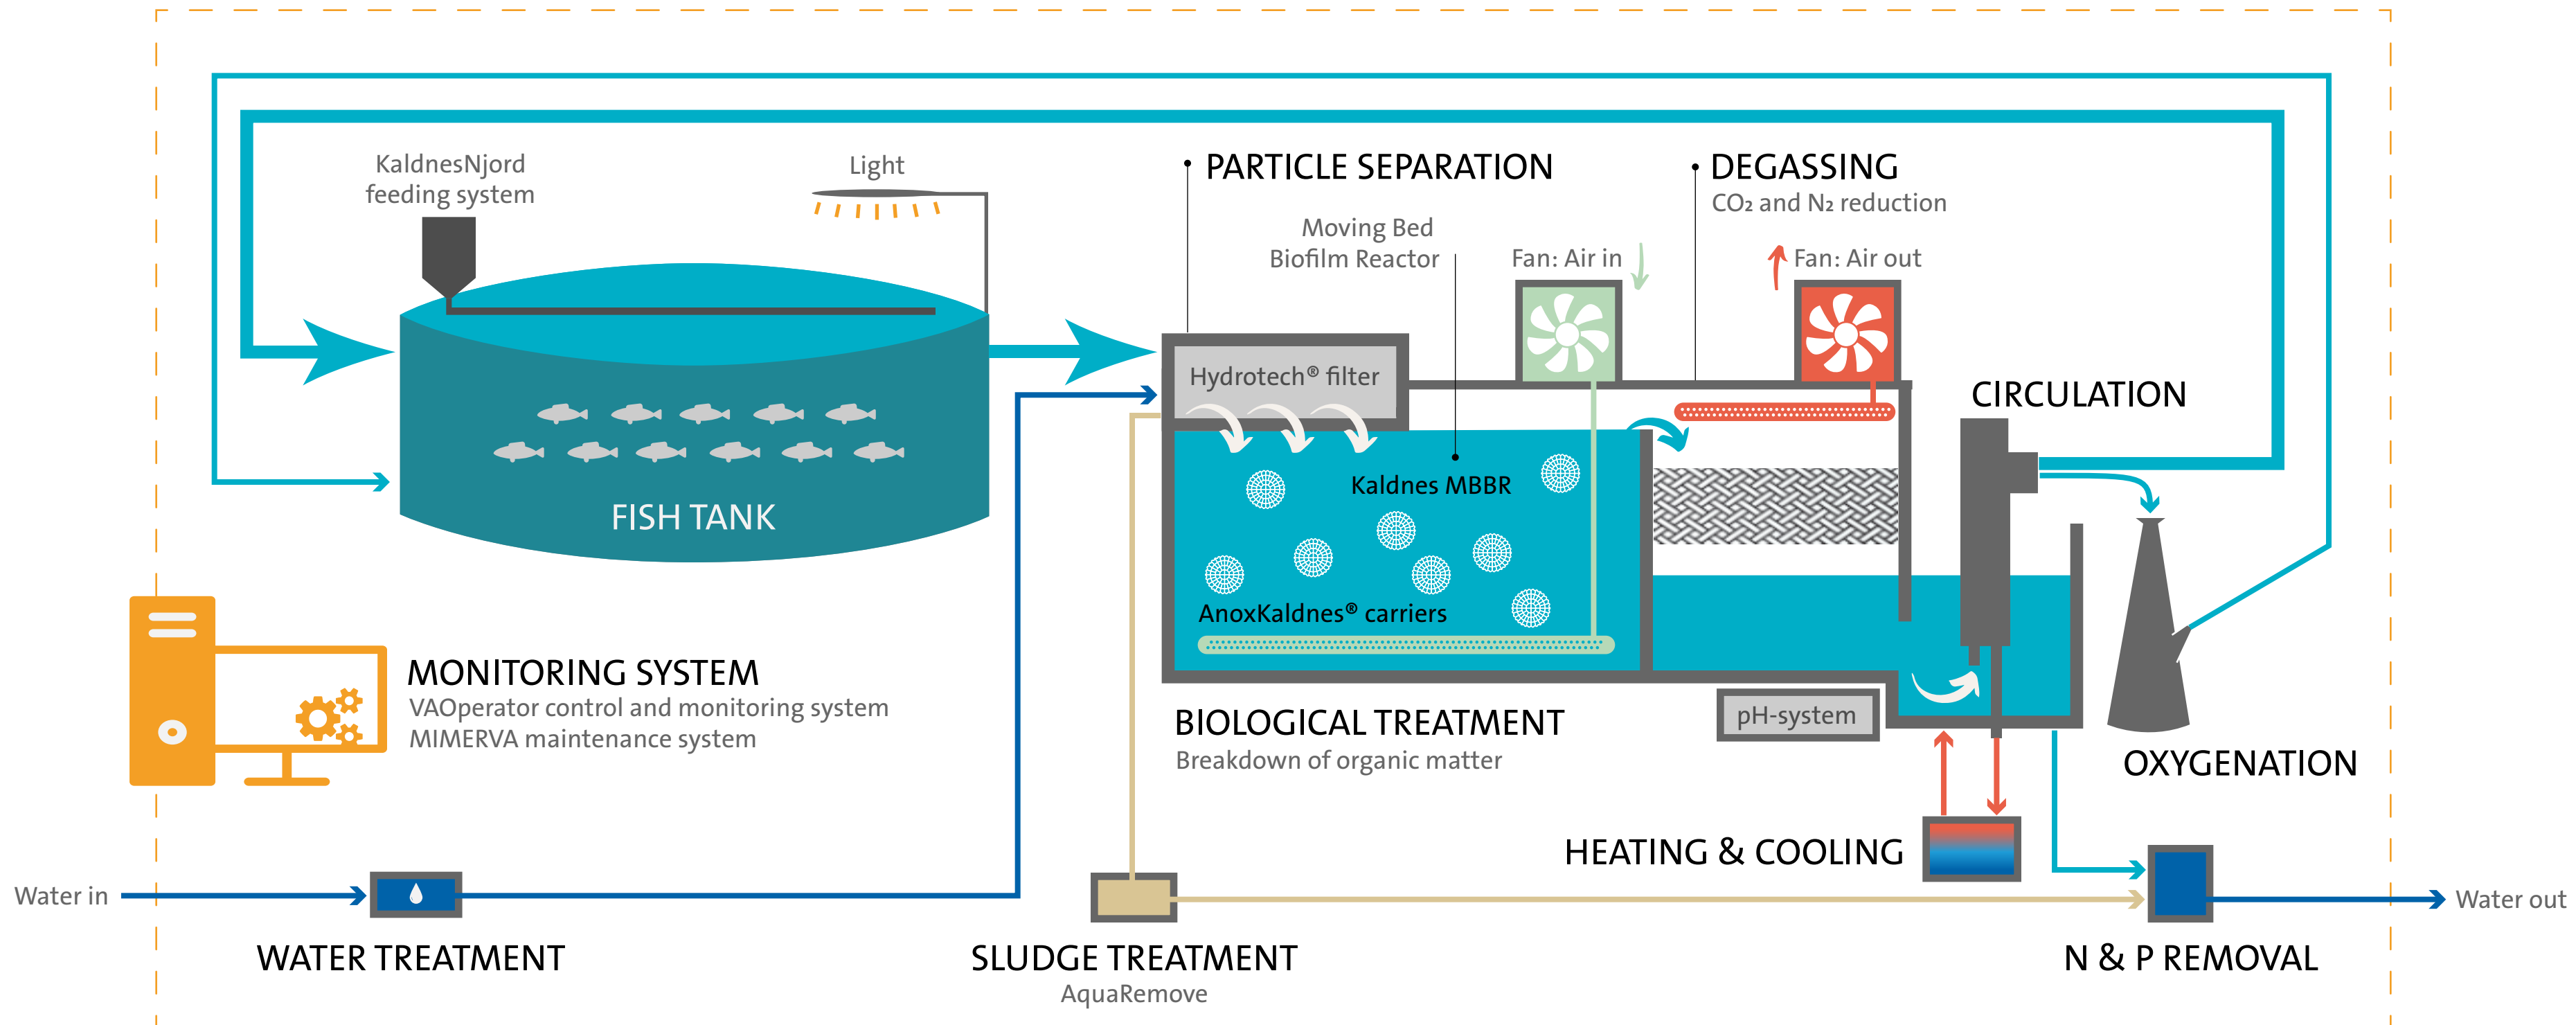 KaldnesNjord
feeding system
Light
PARTICLE SEPARATION
Moving Bed
Biofilm Reactor
DEGASSING
CO₂ and N₂ reduction
Fan: Air in
Fan: Air out
Hydrotech® filter
CIRCULATION
Kaldnes MBBR
AnoxKaldnes® carriers
FISH TANK
MONITORING SYSTEM
VAOperator control and monitoring system
MIMERVA maintenance system
BIOLOGICAL TREATMENT
Breakdown of organic matter
pH-system
OXYGENATION
HEATING & COOLING
Water in
WATER TREATMENT
SLUDGE TREATMENT
AquaRemove
N & P REMOVAL
Water out